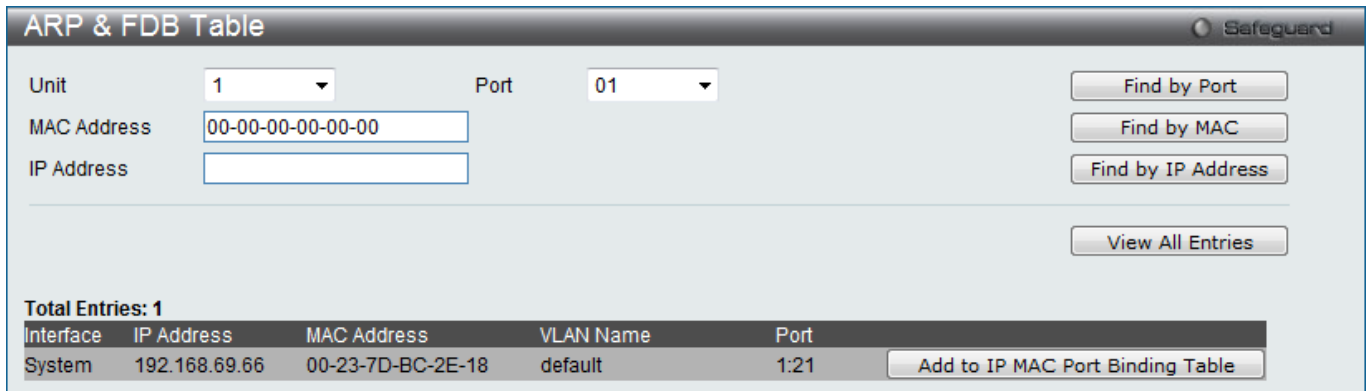 ARP & FDB Table Safeguard
Unit 1 Port 01 Find by Port
MAC Address 00-00-00-00-00-00 Find by MAC
IP Address Find by IP Address
View All Entries
Total Entries: 1
Interface IP Address MAC Address VLAN Name Port
System 192.168.69.66 00-23-7D-BC-2E-18 default 1:21 Add to IP MAC Port Binding Table